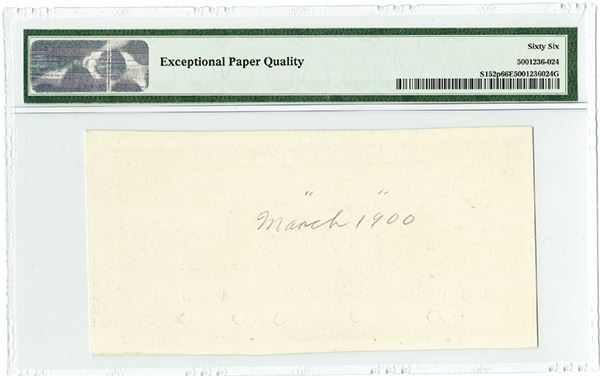 Sixty Six
Exceptional Paper Quality
5001236-024
S152p66E5001236024G
" "
March 1900